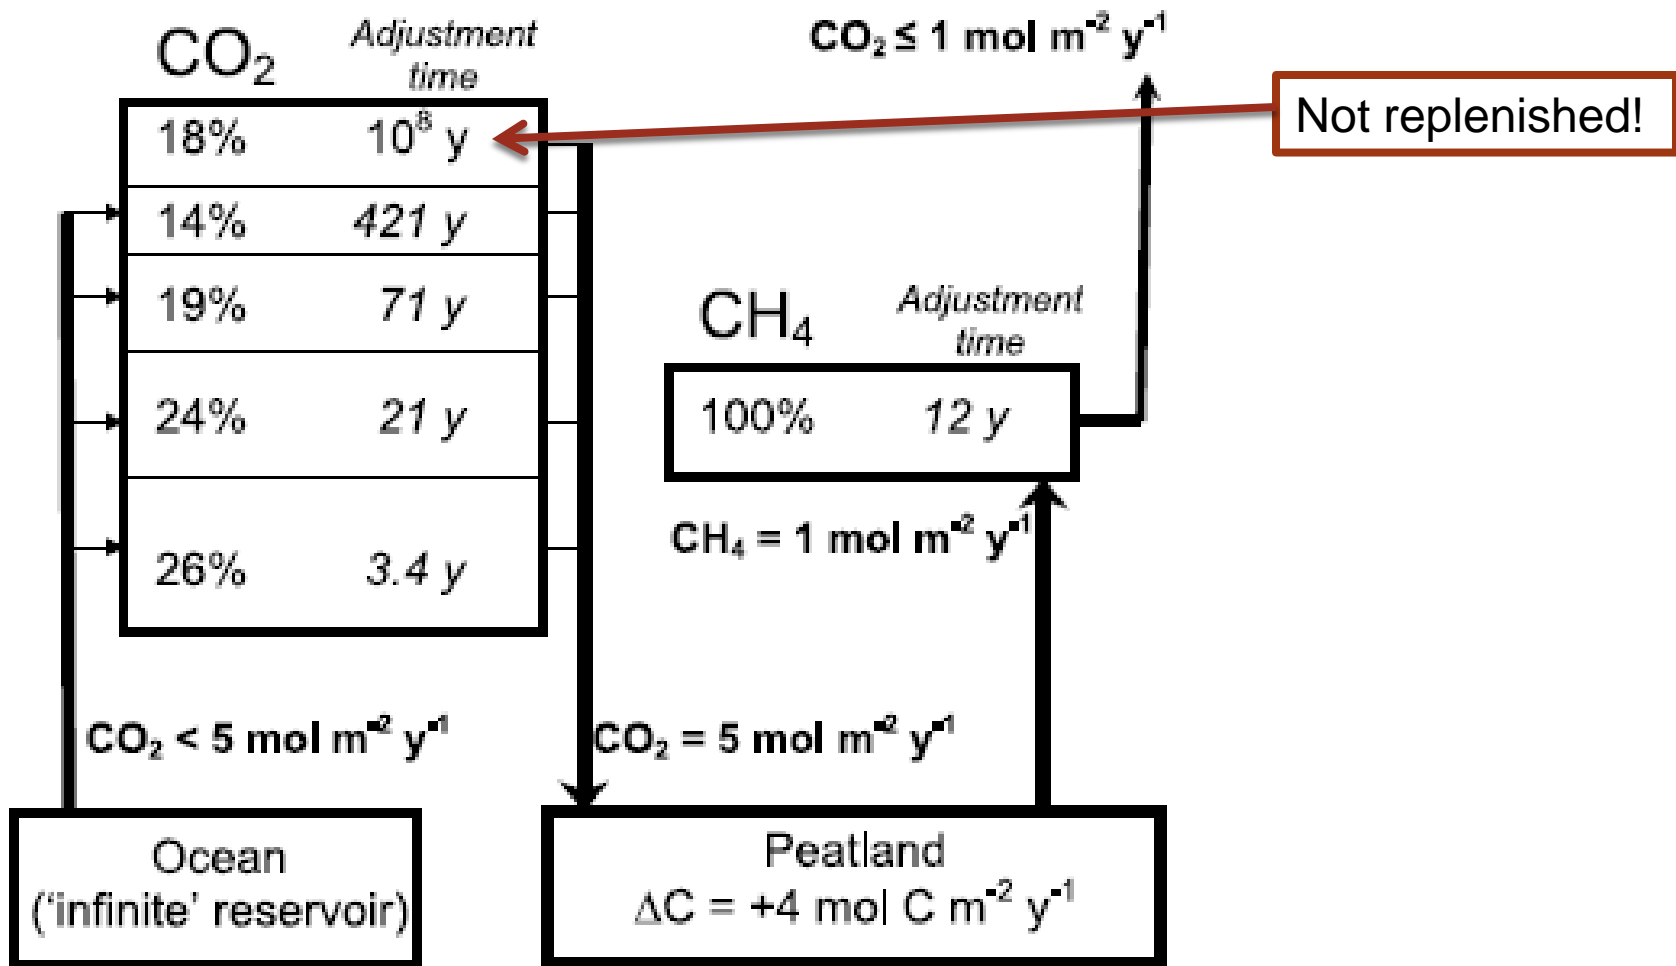 CO₂ Adjustment time
18% 10⁸ y
14% 421 y
19% 71 y
24% 21 y
26% 3.4 y
CO₂ ≤ 1 mol m⁻² y⁻¹
Not replenished!
CH₄ Adjustment time
100% 12 y
CH₄ = 1 mol m⁻² y⁻¹
CO₂ < 5 mol m⁻² y⁻¹
CO₂ = 5 mol m⁻² y⁻¹
Ocean
('infinite' reservoir)
Peatland
ΔC = +4 mol C m⁻² y⁻¹